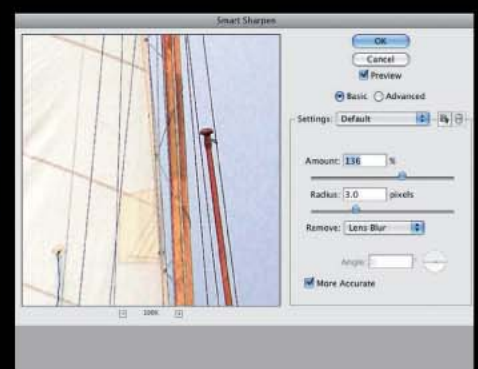 Smart Sharpen
OK
Cancel
Preview
Basic Advanced
Settings: Default
Amount: 136 %
Radius: 3.0 pixels
Remove: Lens Blur
Angle:
More Accurate
200%